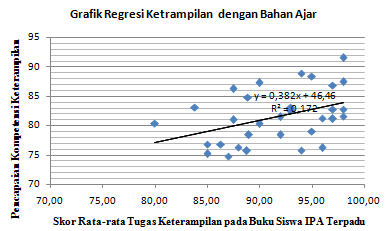 Grafik Regresi Ketrampilan dengan Bahan Ajar
Pencapaian Kompetensi Keterampilan
95
90
85
80
75
70
y = 0,382x + 46,46
R² = 0,172
70,00 75,00 80,00 85,00 90,00 95,00 100,00
Skor Rata-rata Tugas Keterampilan pada Buku Siswa IPA Terpadu